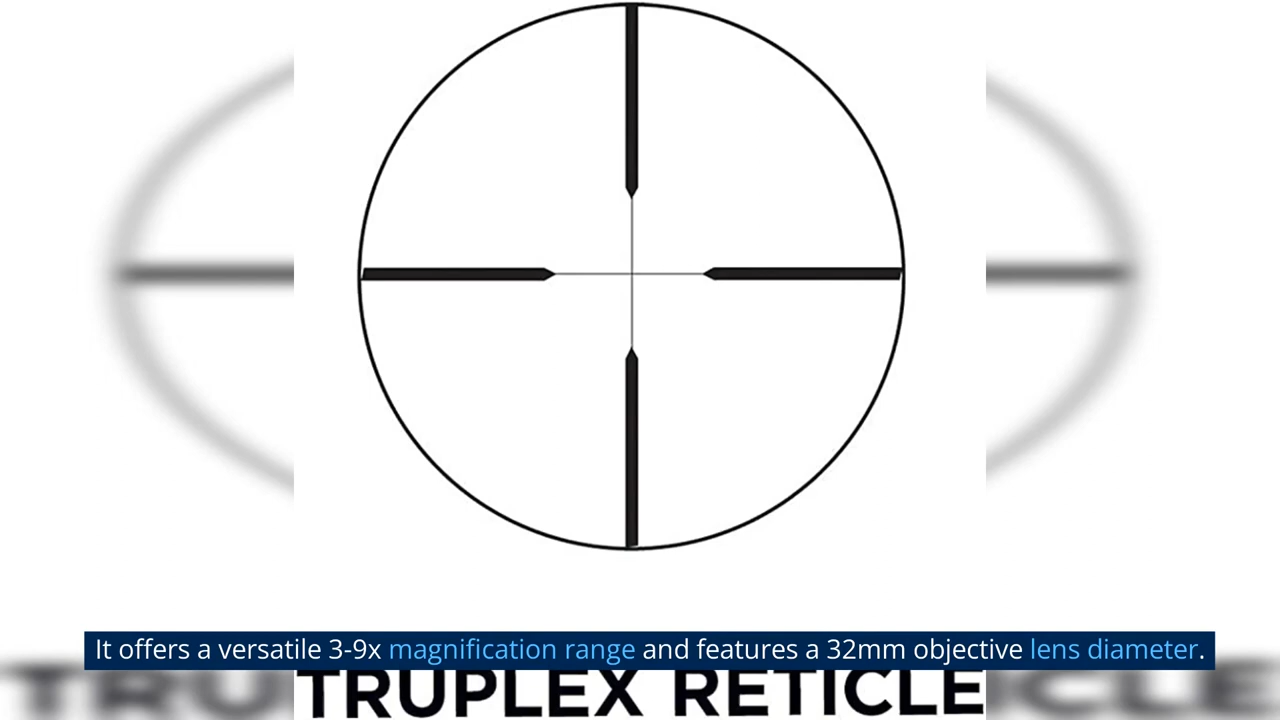 It offers a versatile 3-9x magnification range and features a 32mm objective lens diameter.
TRUPLEX RETICLE